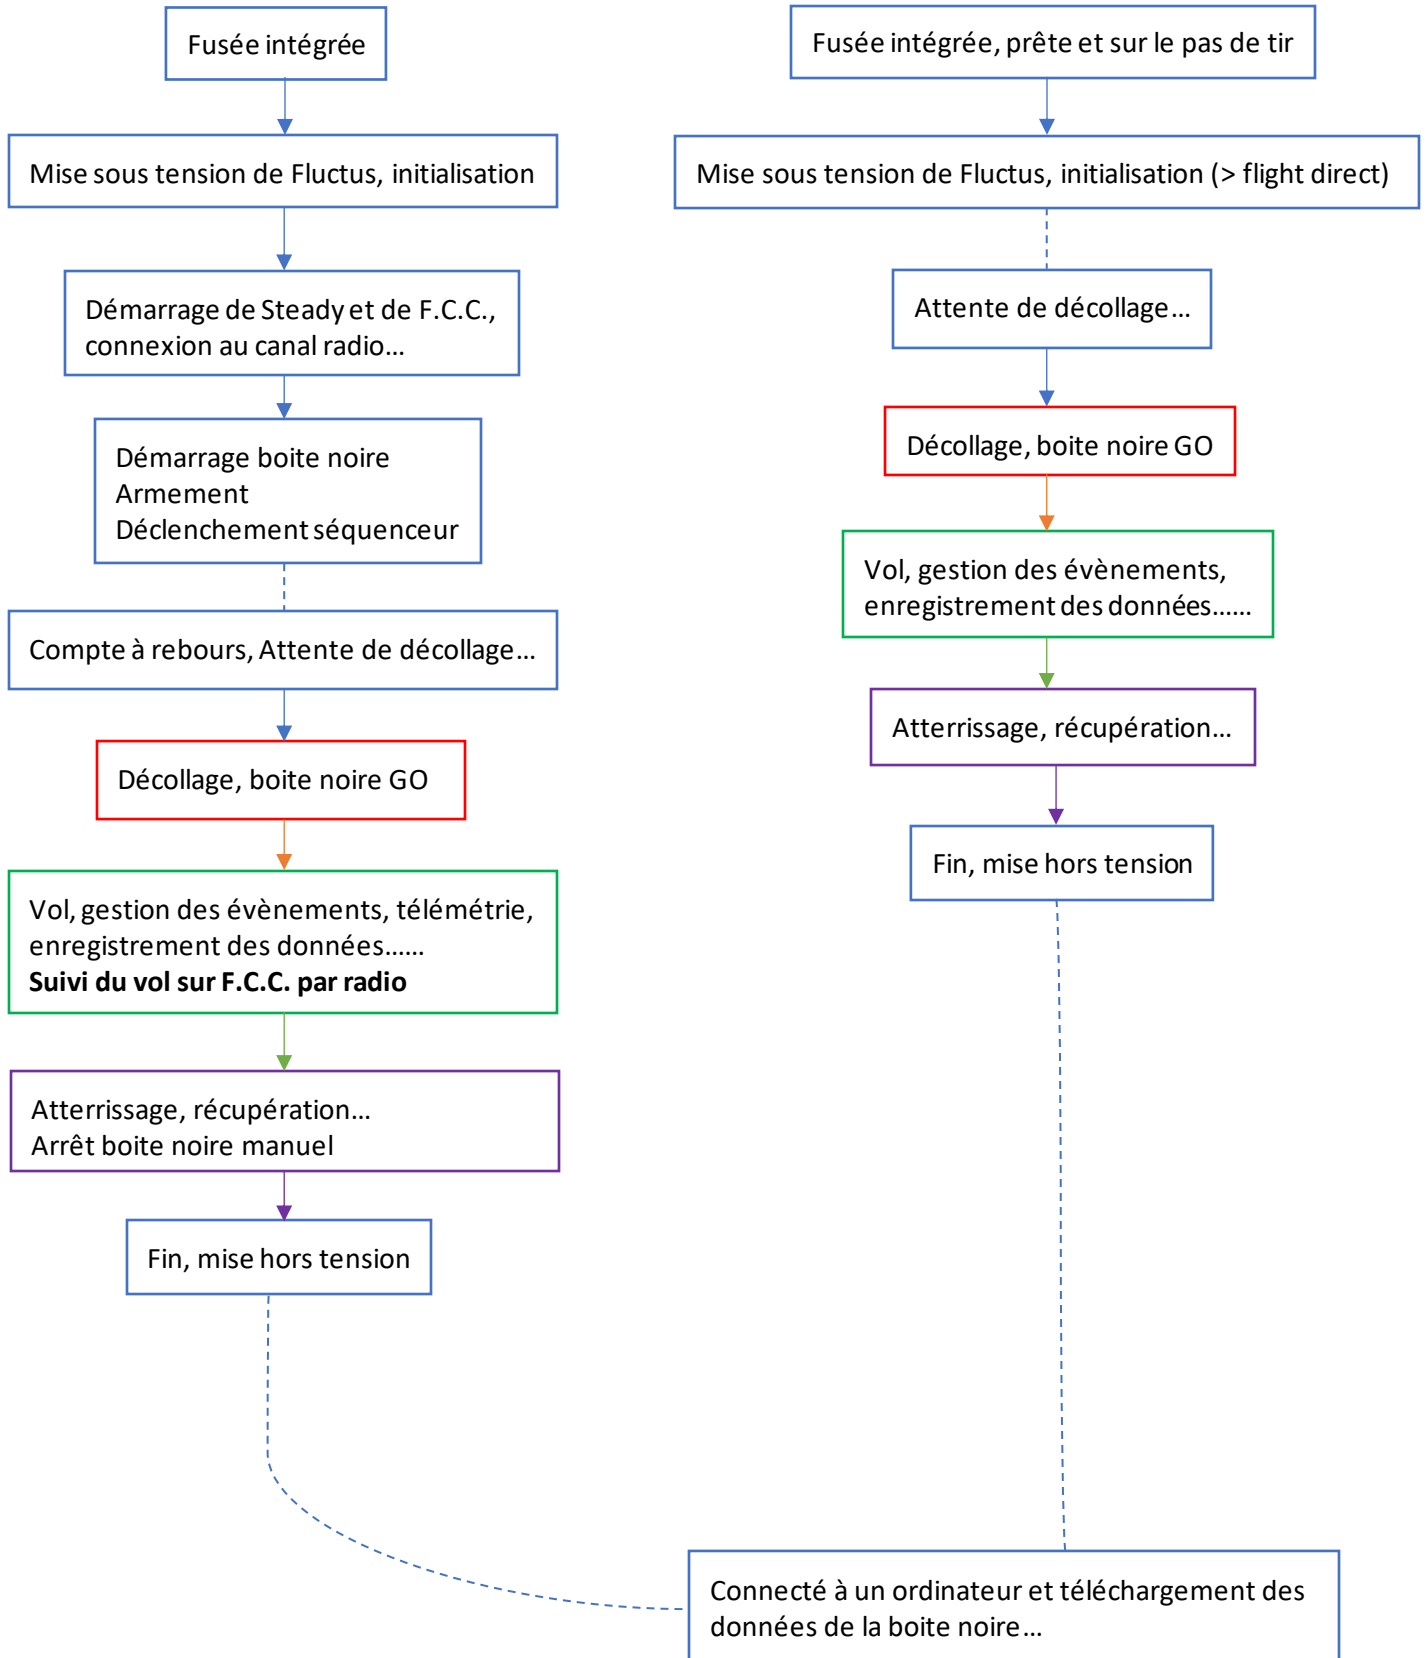 Fusée intégrée
Mise sous tension de Fluctus, initialisation
Démarrage de Steady et de F.C.C.,
connexion au canal radio…
Démarrage boite noire
Armement
Déclenchement séquenceur
Compte à rebours, Attente de décollage…
Décollage, boite noire GO
Vol, gestion des évènements, télémétrie,
enregistrement des données……
Suivi du vol sur F.C.C. par radio
Atterrissage, récupération…
Arrêt boite noire manuel
Fin, mise hors tension
Fusée intégrée, prête et sur le pas de tir
Mise sous tension de Fluctus, initialisation (> flight direct)
Attente de décollage…
Décollage, boite noire GO
Vol, gestion des évènements,
enregistrement des données……
Atterrissage, récupération…
Fin, mise hors tension
Connecté à un ordinateur et téléchargement des
données de la boite noire…